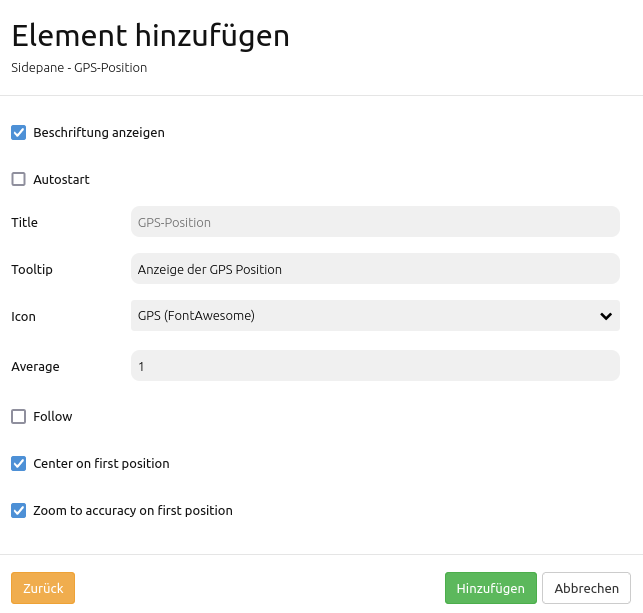 Element hinzufügen
Sidepane - GPS-Position
Beschriftung anzeigen
Autostart
Title GPS-Position
Tooltip Anzeige der GPS Position
Icon GPS (FontAwesome)
Average 1
Follow
Center on first position
Zoom to accuracy on first position
Zurück Hinzufügen Abbrechen